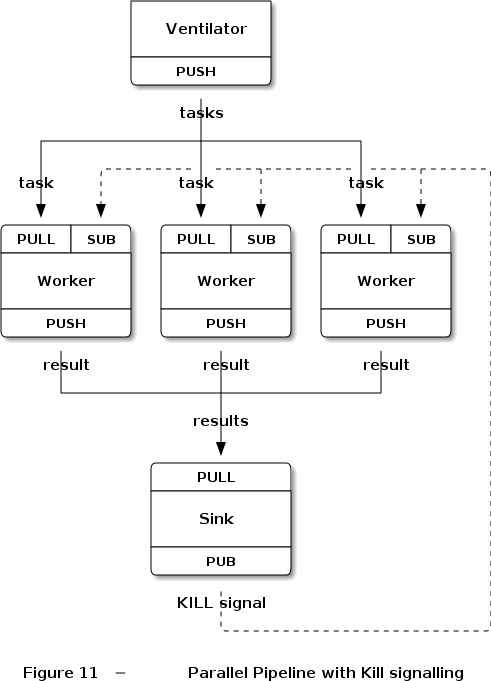 Ventilator
PUSH
tasks
task task task
PULL SUB PULL SUB PULL SUB
Worker Worker Worker
PUSH PUSH PUSH
result result result
results
PULL
Sink
PUB
KILL signal
Figure 11 – Parallel Pipeline with Kill signalling